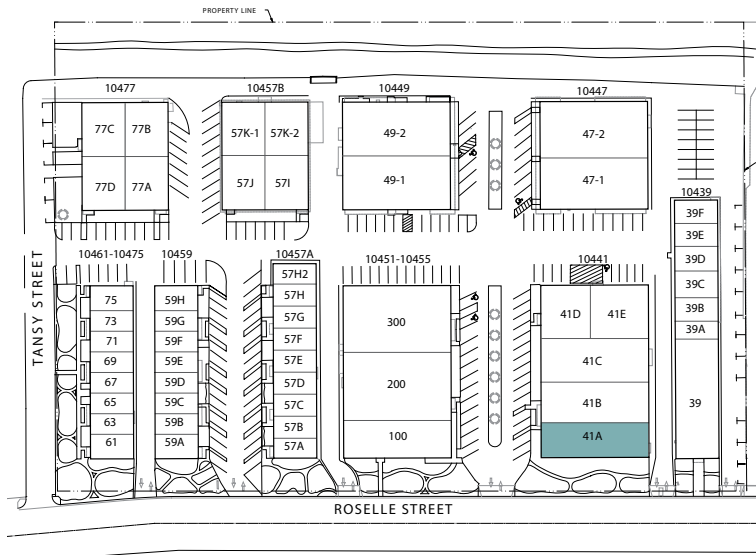 PROPERTY LINE
10477
10457B
10449
10447
77C
77B
57K-1
57K-2
49-2
47-2
77D
77A
57J
57I
49-1
47-1
10439
39F
39E
39D
39C
39B
39A
39
TANSY STREET
10461-10475
10459
10457A
10451-10455
10441
75
73
71
69
67
65
63
61
59H
59G
59F
59E
59D
59C
59B
59A
57H2
57H
57G
57F
57E
57D
57C
57B
57A
300
200
100
41D
41E
41C
41B
41A
ROSELLE STREET